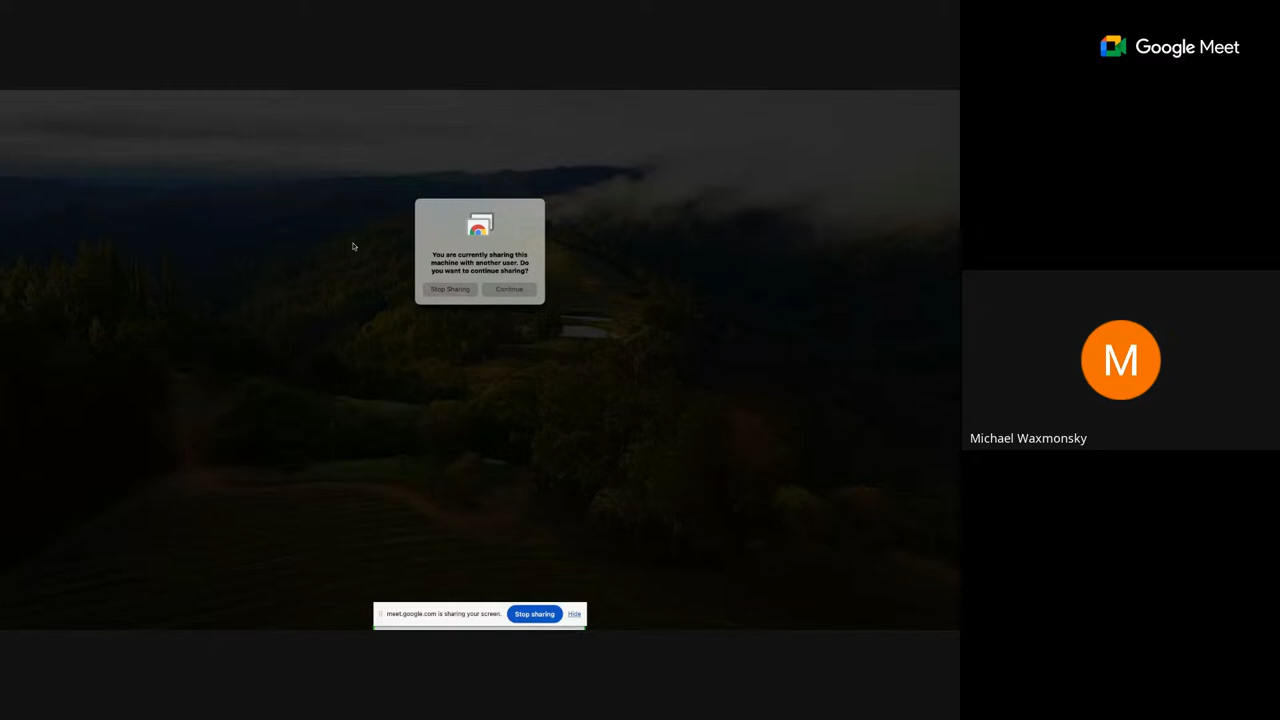 Google Meet
You are currently sharing this
machine with another user. Do
you want to continue sharing?
Stop Sharing Continue
M
Michael Waxmonsky
meet.google.com is sharing your screen. Stop sharing Hide